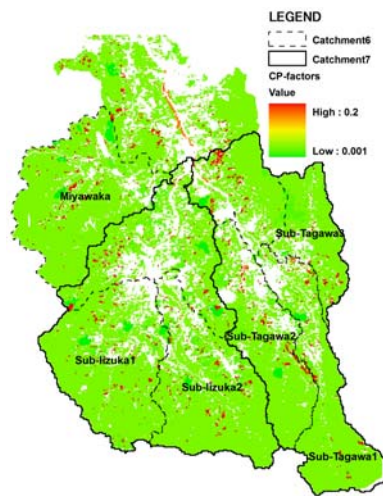 LEGEND
Catchment6
Catchment7
CP-factors
Value
High : 0.2
Low : 0.001
Miyawaka
Sub-Tagawa3
Sub-Tagawa2
Sub-Iizuka1
Sub-Iizuka2
Sub-Tagawa1